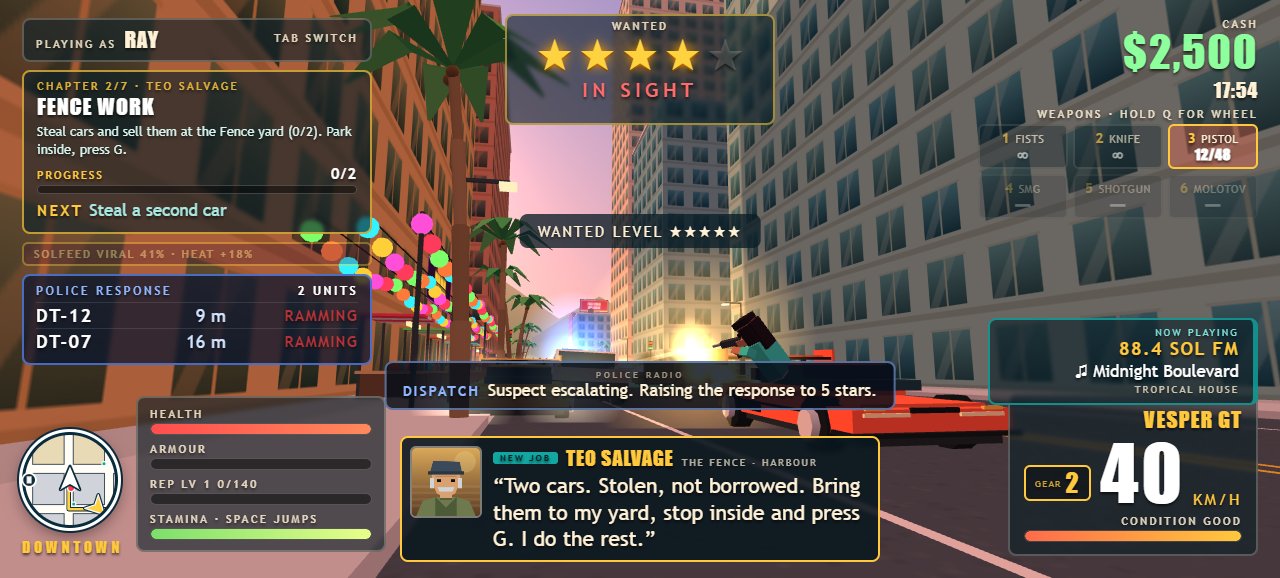 PLAYING AS RAY TAB SWITCH
CHAPTER 2/7 · TEO SALVAGE
FENCE WORK
Steal cars and sell them at the Fence yard (0/2). Park
inside, press G.
PROGRESS 0/2
NEXT Steal a second car
SOLFEED VIRAL 41% · HEAT +18%
POLICE RESPONSE 2 UNITS
DT-12 9 m RAMMING
DT-07 16 m RAMMING
WANTED
IN SIGHT
WANTED LEVEL ★★★★★
CASH
$2,500
17:54
WEAPONS · HOLD Q FOR WHEEL
1 FISTS
∞
2 KNIFE
∞
3 PISTOL
12/48
4 SMG
—
5 SHOTGUN
—
6 MOLOTOV
—
NOW PLAYING
88.4 SOL FM
♫ Midnight Boulevard
TROPICAL HOUSE
POLICE RADIO
DISPATCH Suspect escalating. Raising the response to 5 stars.
HEALTH
ARMOUR
REP LV 1 0/140
STAMINA · SPACE JUMPS
DOWNTOWN
NEW JOB TEO SALVAGE THE FENCE · HARBOUR
“Two cars. Stolen, not borrowed. Bring
them to my yard, stop inside and press
G. I do the rest.”
VESPER GT
GEAR 2 40 KM/H
CONDITION GOOD